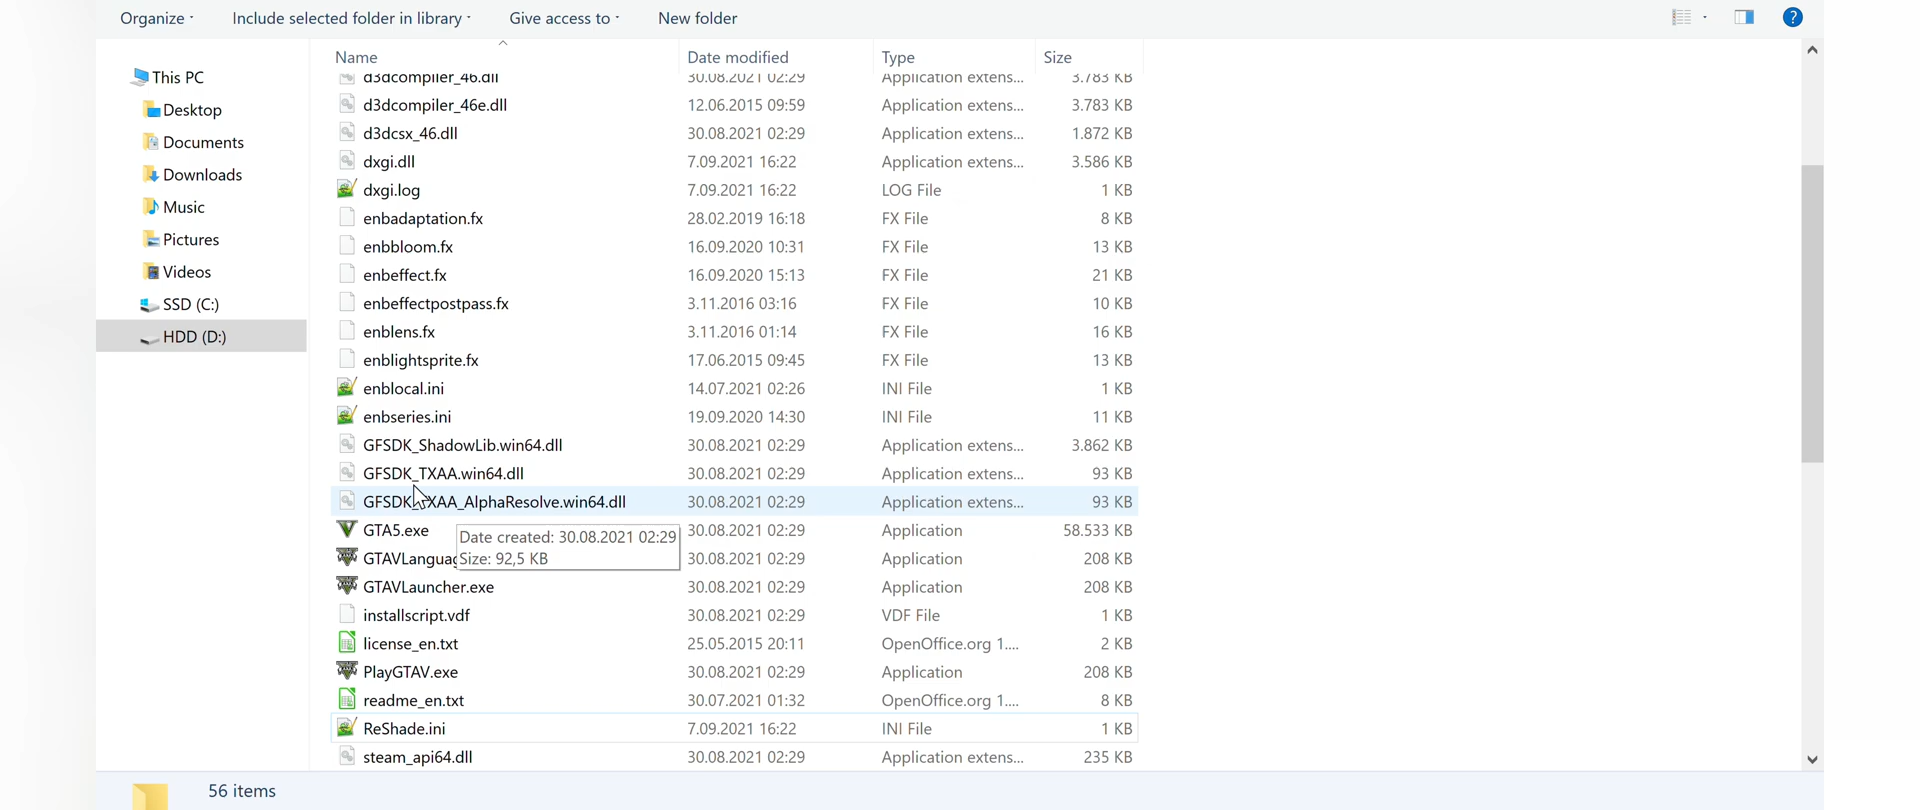 Organize Include selected folder in library Give access to New folder ?
Name Date modified Type Size
This PC
Desktop
Documents
Downloads
Music
Pictures
Videos
SSD (C:)
HDD (D:)
d3dcompiler_46.dll 30.08.2021 02:29 Application extens... 3.783 KB
d3dcompiler_46e.dll 12.06.2015 09:59 Application extens... 3.783 KB
d3dcsx_46.dll 30.08.2021 02:29 Application extens... 1.872 KB
dxgi.dll 7.09.2021 16:22 Application extens... 3.586 KB
dxgi.log 7.09.2021 16:22 LOG File 1 KB
enbadaptation.fx 28.02.2019 16:18 FX File 8 KB
enbbloom.fx 16.09.2020 10:31 FX File 13 KB
enbeffect.fx 16.09.2020 15:13 FX File 21 KB
enbeffectpostpass.fx 3.11.2016 03:16 FX File 10 KB
enblens.fx 3.11.2016 01:14 FX File 16 KB
enblightsprite.fx 17.06.2015 09:45 FX File 13 KB
enblocal.ini 14.07.2021 02:26 INI File 1 KB
enbseries.ini 19.09.2020 14:30 INI File 11 KB
GFSDK_ShadowLib.win64.dll 30.08.2021 02:29 Application extens... 3.862 KB
GFSDK_TXAA.win64.dll 30.08.2021 02:29 Application extens... 93 KB
GFSDK_TXAA_AlphaResolve.win64.dll 30.08.2021 02:29 Application extens... 93 KB
GTA5.exe 30.08.2021 02:29 Application 58.533 KB
Date created: 30.08.2021 02:29
Size: 92,5 KB
GTAVLanguag 30.08.2021 02:29 Application 208 KB
GTAVLauncher.exe 30.08.2021 02:29 Application 208 KB
installscript.vdf 30.08.2021 02:29 VDF File 1 KB
license_en.txt 25.05.2015 20:11 OpenOffice.org 1.... 2 KB
PlayGTAV.exe 30.08.2021 02:29 Application 208 KB
readme_en.txt 30.07.2021 01:32 OpenOffice.org 1.... 8 KB
ReShade.ini 7.09.2021 16:22 INI File 1 KB
steam_api64.dll 30.08.2021 02:29 Application extens... 235 KB
56 items